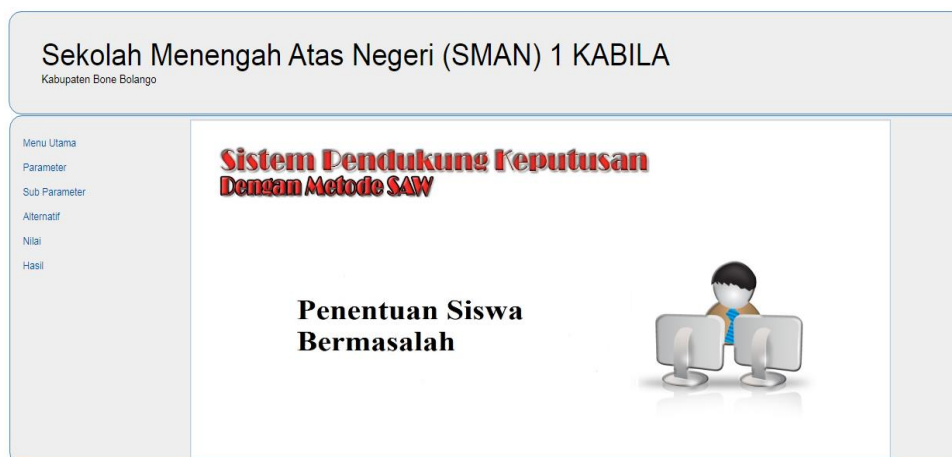 Sekolah Menengah Atas Negeri (SMAN) 1 KABILA
Kabupaten Bone Bolango
Menu Utama
Parameter
Sub Parameter
Alternatif
Nilai
Hasil
Sistem Pendukung Keputusan
Dengan Metode SAW
Penentuan Siswa
Bermasalah